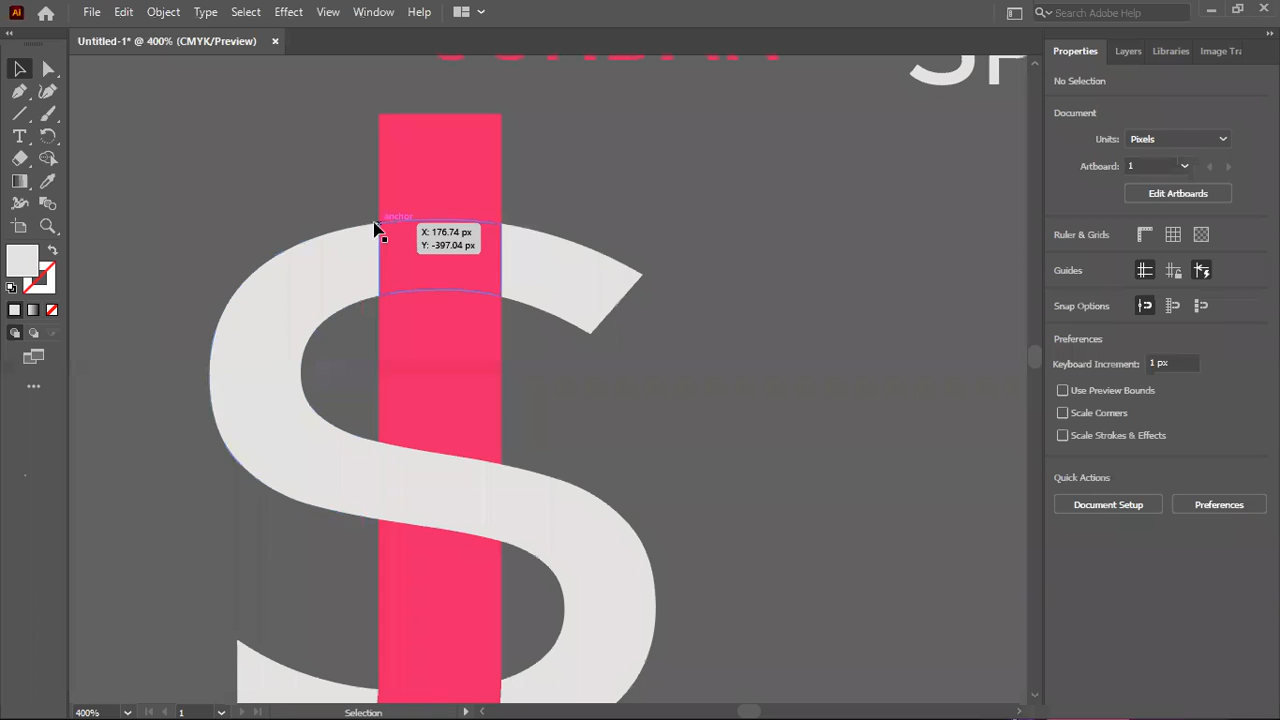 Ai
File Edit Object Type Select Effect View Window Help
Search Adobe Help
Untitled-1* @ 400% (CMYK/Preview)
Properties Layers Libraries Image Tra
No Selection
Document
Units: Pixels
Artboard: 1
Edit Artboards
Ruler & Grids
Guides
Snap Options
Preferences
Keyboard Increment: 1 px
Use Preview Bounds
Scale Corners
Scale Strokes & Effects
Quick Actions
Document Setup Preferences
anchor
X: 176.74 px
Y: -397.04 px
S
400% 1 Selection